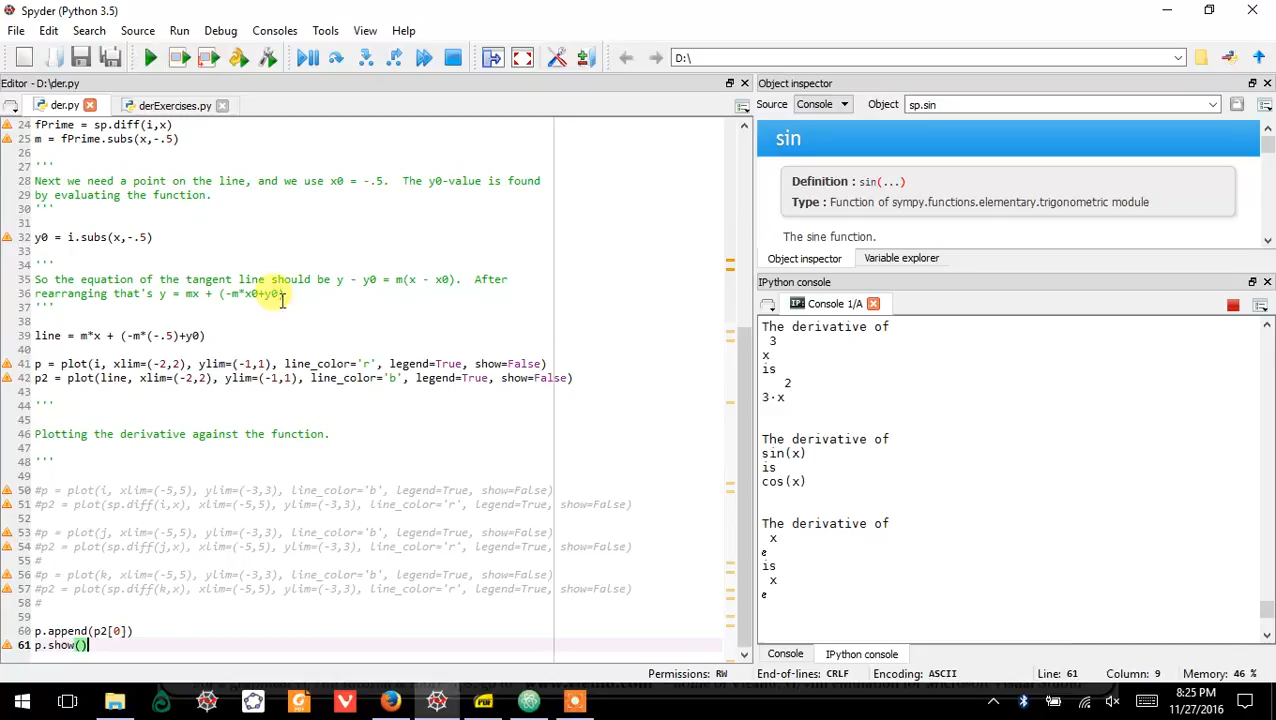 Spyder (Python 3.5)
File Edit Search Source Run Debug Consoles Tools View Help
D:\
Editor - D:\der.py
der.py derExercises.py
24 fPrime = sp.diff(i,x)
25 m = fPrime.subs(x,-.5)
26
27 '''
28 Next we need a point on the line, and we use x0 = -.5.  The y0-value is found
29 by evaluating the function.
30 '''
31
32 y0 = i.subs(x,-.5)
33
34 '''
35 So the equation of the tangent line should be y - y0 = m(x - x0).  After
36 rearranging that's y = mx + (-m*x0+y0)
37 '''
38
39 line = m*x + (-m*(-.5)+y0)
40
41 p = plot(i, xlim=(-2,2), ylim=(-1,1), line_color='r', legend=True, show=False)
42 p2 = plot(line, xlim=(-2,2), ylim=(-1,1), line_color='b', legend=True, show=False)
43
44 '''
45
46 Plotting the derivative against the function.
47
48 '''
49
50 #p = plot(i, xlim=(-5,5), ylim=(-3,3), line_color='b', legend=True, show=False)
51 #p2 = plot(sp.diff(i,x), xlim=(-5,5), ylim=(-3,3), line_color='r', legend=True, show=False)
52
53 #p = plot(j, xlim=(-5,5), ylim=(-3,3), line_color='b', legend=True, show=False)
54 #p2 = plot(sp.diff(j,x), xlim=(-5,5), ylim=(-3,3), line_color='r', legend=True, show=False)
55 #
56 #p = plot(k, xlim=(-5,5), ylim=(-3,3), line_color='b', legend=True, show=False)
57 #p2 = plot(sp.diff(k,x), xlim=(-5,5), ylim=(-3,3), line_color='r', legend=True, show=False)
58 #
59
60 p.append(p2[0])
61 p.show()
Object inspector
Source Console Object sp.sin
sin
Definition : sin(...)
Type : Function of sympy.functions.elementary.trigonometric module
The sine function.
Object inspector Variable explorer
IPython console
Console 1/A
The derivative of
3
x
is
2
3·x
The derivative of
sin(x)
is
cos(x)
The derivative of
x
ℯ
is
x
ℯ
Console IPython console
Permissions: RW End-of-lines: CRLF Encoding: ASCII Line: 61 Column: 9 Memory: 46 %
8:25 PM
11/27/2016